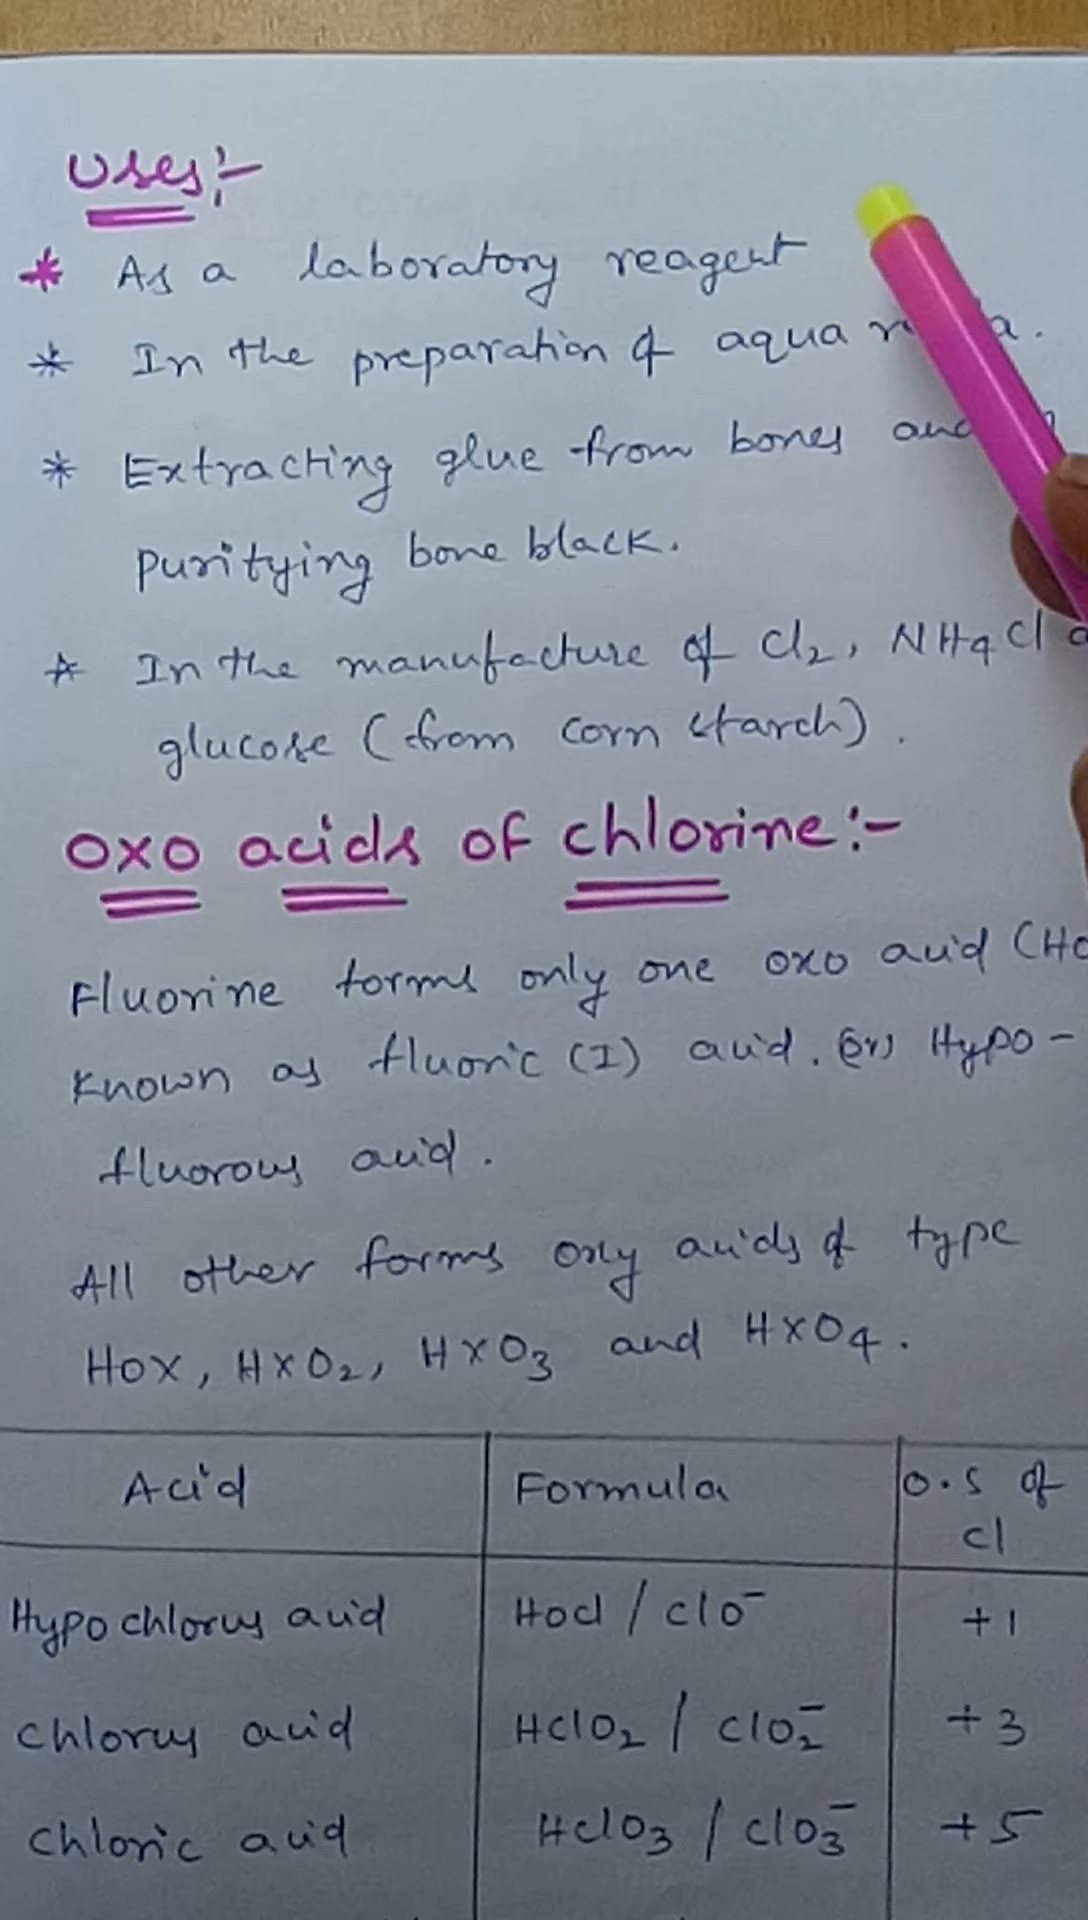 Uses:-
* As a laboratory reagent
* In the preparation of aqua
* Extracting glue from bones and
purifying bone black.
* In the manufacture of Cl2, NH4Cl
glucose (from corn starch).
oxo acids of chlorine:-
Fluorine forms only one oxo acid (HO
known as fluoric (I) acid. (or) Hypo-
fluorous acid.
All other forms only acids of type
HOX, HXO2, HXO3 and HXO4.
Acid Formula O.S of
Cl
Hypochlorus acid HOCl / ClO⁻ +1
chlorus acid HClO2 / ClO2⁻ +3
chloric acid HClO3 / ClO3⁻ +5